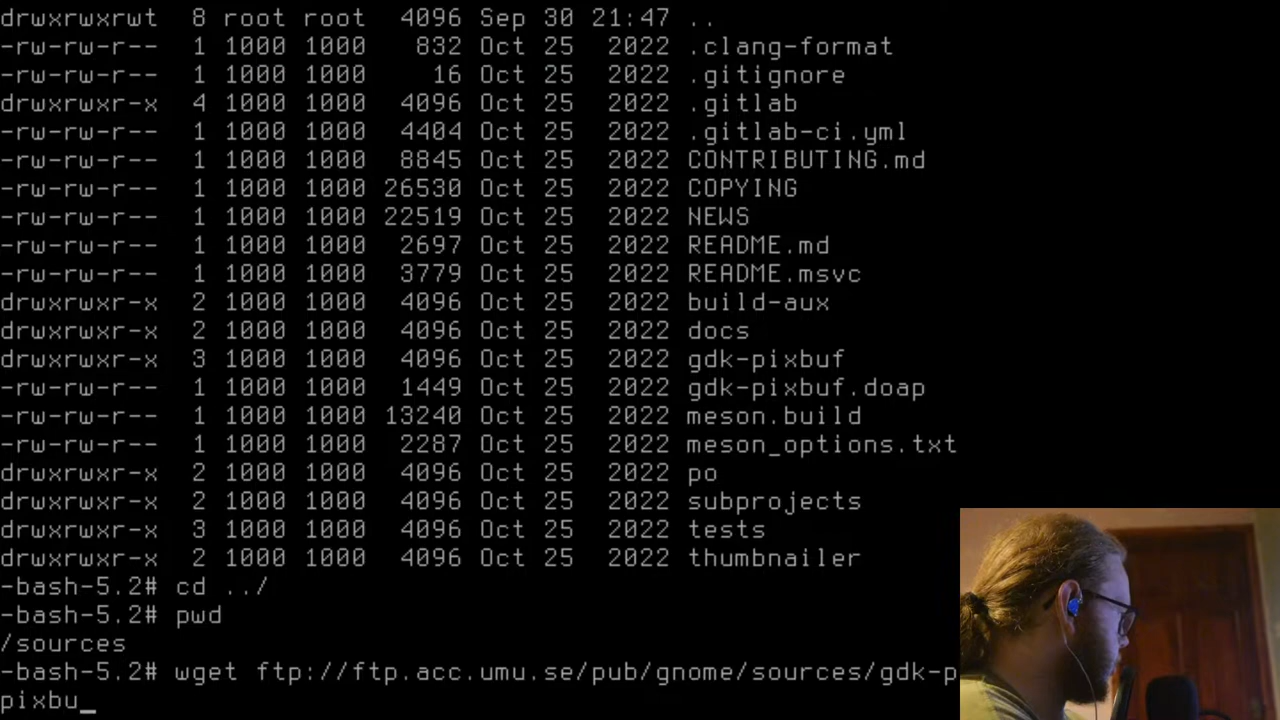 drwxrwxrwt  8 root root  4096 Sep 30 21:47 ..
-rw-rw-r--  1 1000 1000   832 Oct 25  2022 .clang-format
-rw-rw-r--  1 1000 1000    16 Oct 25  2022 .gitignore
drwxrwxr-x  4 1000 1000  4096 Oct 25  2022 .gitlab
-rw-rw-r--  1 1000 1000  4404 Oct 25  2022 .gitlab-ci.yml
-rw-rw-r--  1 1000 1000  8845 Oct 25  2022 CONTRIBUTING.md
-rw-rw-r--  1 1000 1000 26530 Oct 25  2022 COPYING
-rw-rw-r--  1 1000 1000 22519 Oct 25  2022 NEWS
-rw-rw-r--  1 1000 1000  2697 Oct 25  2022 README.md
-rw-rw-r--  1 1000 1000  3779 Oct 25  2022 README.msvc
drwxrwxr-x  2 1000 1000  4096 Oct 25  2022 build-aux
drwxrwxr-x  2 1000 1000  4096 Oct 25  2022 docs
drwxrwxr-x  3 1000 1000  4096 Oct 25  2022 gdk-pixbuf
-rw-rw-r--  1 1000 1000  1449 Oct 25  2022 gdk-pixbuf.doap
-rw-rw-r--  1 1000 1000 13240 Oct 25  2022 meson.build
-rw-rw-r--  1 1000 1000  2287 Oct 25  2022 meson_options.txt
drwxrwxr-x  2 1000 1000  4096 Oct 25  2022 po
drwxrwxr-x  2 1000 1000  4096 Oct 25  2022 subprojects
drwxrwxr-x  3 1000 1000  4096 Oct 25  2022 tests
drwxrwxr-x  2 1000 1000  4096 Oct 25  2022 thumbnailer
-bash-5.2# cd ../
-bash-5.2# pwd
/sources
-bash-5.2# wget ftp://ftp.acc.umu.se/pub/gnome/sources/gdk-p
pixbu_